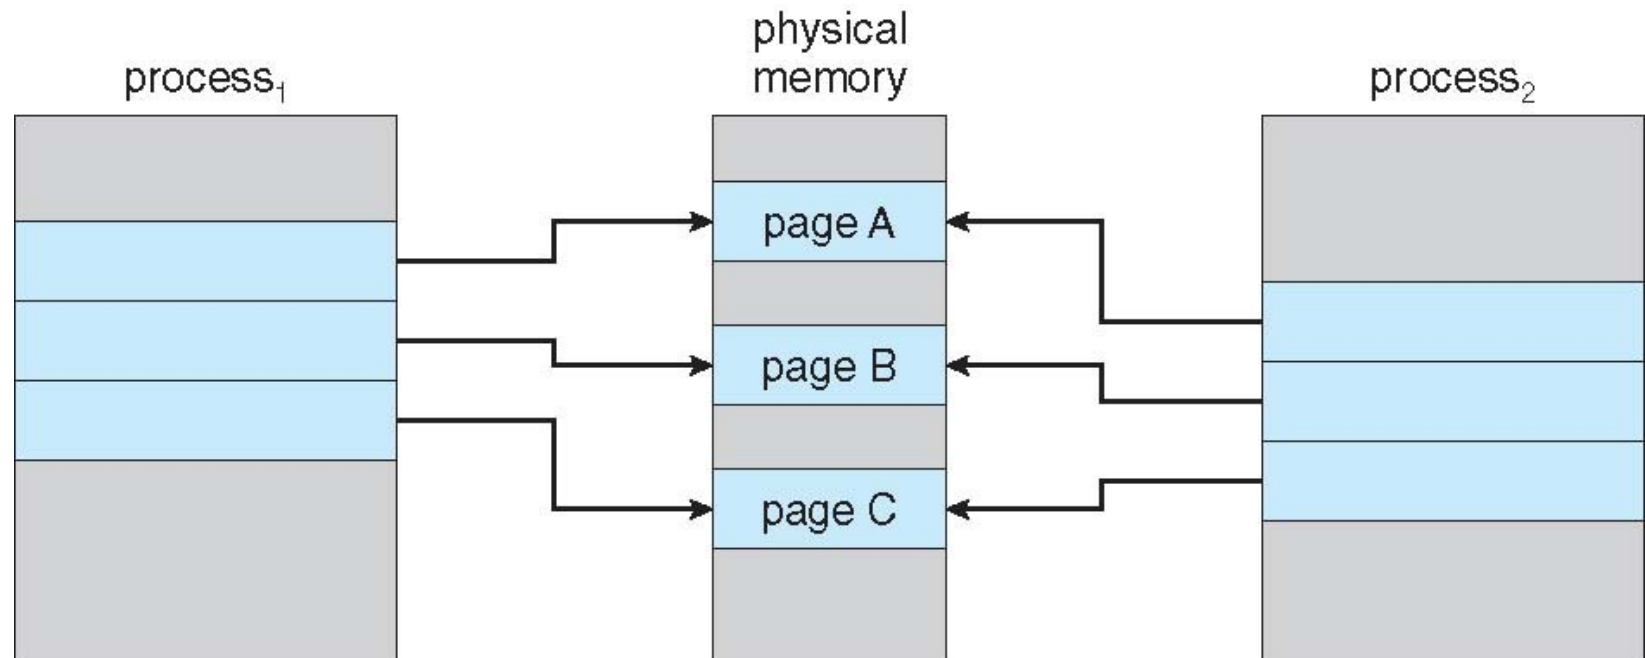 process₁
physical
memory
process₂
page A
page B
page C